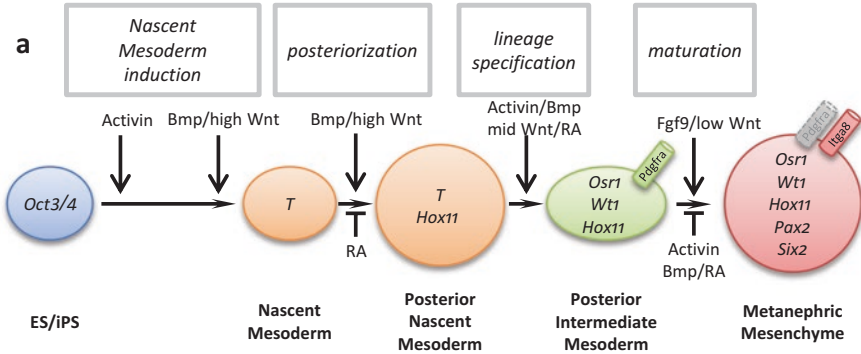 a
Nascent
Mesoderm
induction
posteriorization
lineage
specification
maturation
Activin
Bmp/high Wnt
Bmp/high Wnt
Activin/Bmp
mid Wnt/RA
Fgf9/low Wnt
Pdgfra
Pdgfra
Itga8
Oct3/4
T
T
Hox11
Osr1
Wt1
Hox11
Osr1
Wt1
Hox11
Pax2
Six2
RA
Activin
Bmp/RA
ES/iPS
Nascent
Mesoderm
Posterior
Nascent
Mesoderm
Posterior
Intermediate
Mesoderm
Metanephric
Mesenchyme